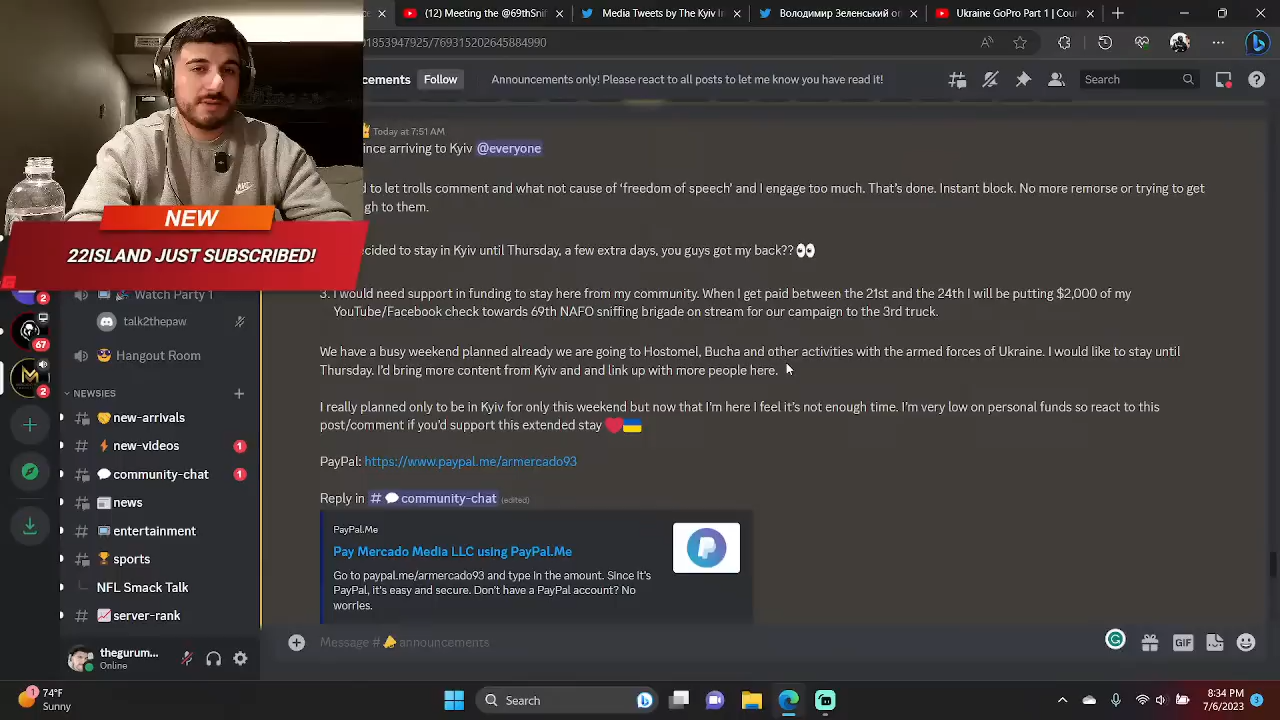 (12) Meeting the @69thSnif
Media Tweets by The Kyiv In
Володимир Зеленський on
Ukraine GoPro Part 1 | Coun
01853947925/769315202645884990
cements
Follow
Announcements only! Please react to all posts to let me know you have read it!
Search
Today at 7:51 AM
ince arriving to Kyiv @everyone
d to let trolls comment and what not cause of ‘freedom of speech’ and I engage too much. That’s done. Instant block. No more remorse or trying to get
gh to them.
cided to stay in Kyiv until Thursday, a few extra days, you guys got my back?? 👀
3. I would need support in funding to stay here from my community. When I get paid between the 21st and the 24th I will be putting $2,000 of my
YouTube/Facebook check towards 69th NAFO sniffing brigade on stream for our campaign to the 3rd truck.
We have a busy weekend planned already we are going to Hostomel, Bucha and other activities with the armed forces of Ukraine. I would like to stay until
Thursday. I’d bring more content from Kyiv and and link up with more people here.
I really planned only to be in Kyiv for only this weekend but now that I’m here I feel it’s not enough time. I’m very low on personal funds so react to this
post/comment if you’d support this extended stay ❤️🇺🇦
PayPal: https://www.paypal.me/armercado93
Reply in # community-chat (edited)
PayPal.Me
Pay Mercado Media LLC using PayPal.Me
Go to paypal.me/armercado93 and type in the amount. Since it’s
PayPal, it’s easy and secure. Don’t have a PayPal account? No
worries.
Message # announcements
GIF
NEW
22ISLAND JUST SUBSCRIBED!
2
67
2
Watch Party 1
talk2thepaw
Hangout Room
NEWSIES
new-arrivals
new-videos 1
community-chat 1
news
entertainment
sports
NFL Smack Talk
server-rank
thegurum...
Online
1
74°F
Sunny
Search
8:34 PM
7/6/2023
3